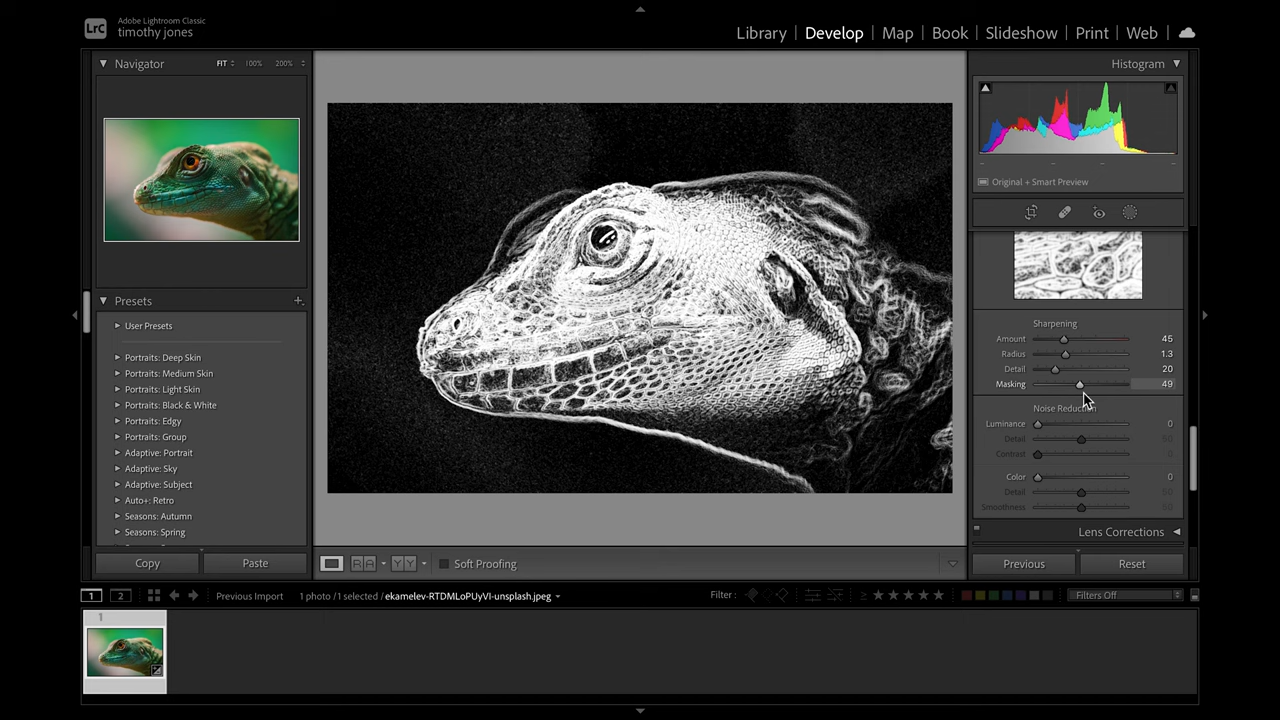 LrC
Adobe Lightroom Classic
timothy jones
Library | Develop | Map | Book | Slideshow | Print | Web
Navigator
FIT 100% 200%
Histogram
Original + Smart Preview
Presets
User Presets
Portraits: Deep Skin
Portraits: Medium Skin
Portraits: Light Skin
Portraits: Black & White
Portraits: Edgy
Portraits: Group
Adaptive: Portrait
Adaptive: Sky
Adaptive: Subject
Auto+: Retro
Seasons: Autumn
Seasons: Spring
Sharpening
Amount 45
Radius 1.3
Detail 20
Masking 49
Noise Reduction
Luminance 0
Detail 50
Contrast 0
Color 0
Detail 50
Smoothness 50
Lens Corrections
Copy Paste
R A Y Y Soft Proofing
Previous Reset
1 2 Previous Import 1 photo / 1 selected / ekamelev-RTDMLoPUyVI-unsplash.jpeg Filter: ≥ ★ ★ ★ ★ ★ Filters Off
1